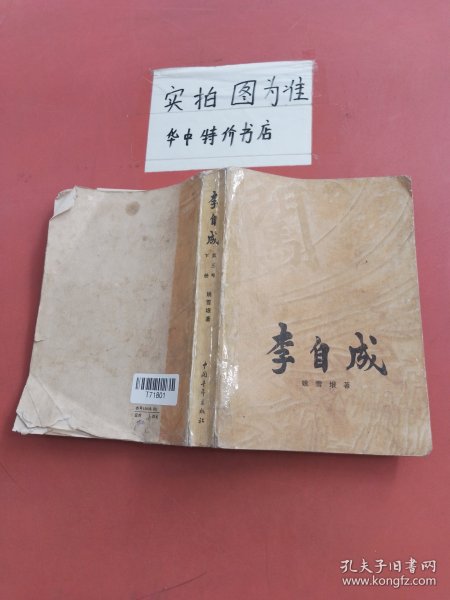 实拍图为准
华中特价书店
李自成
第三卷
下册
姚雪垠著
中国青年出版社
李自成
姚雪垠著
171801
孔夫子旧书网
www.kongfz.com